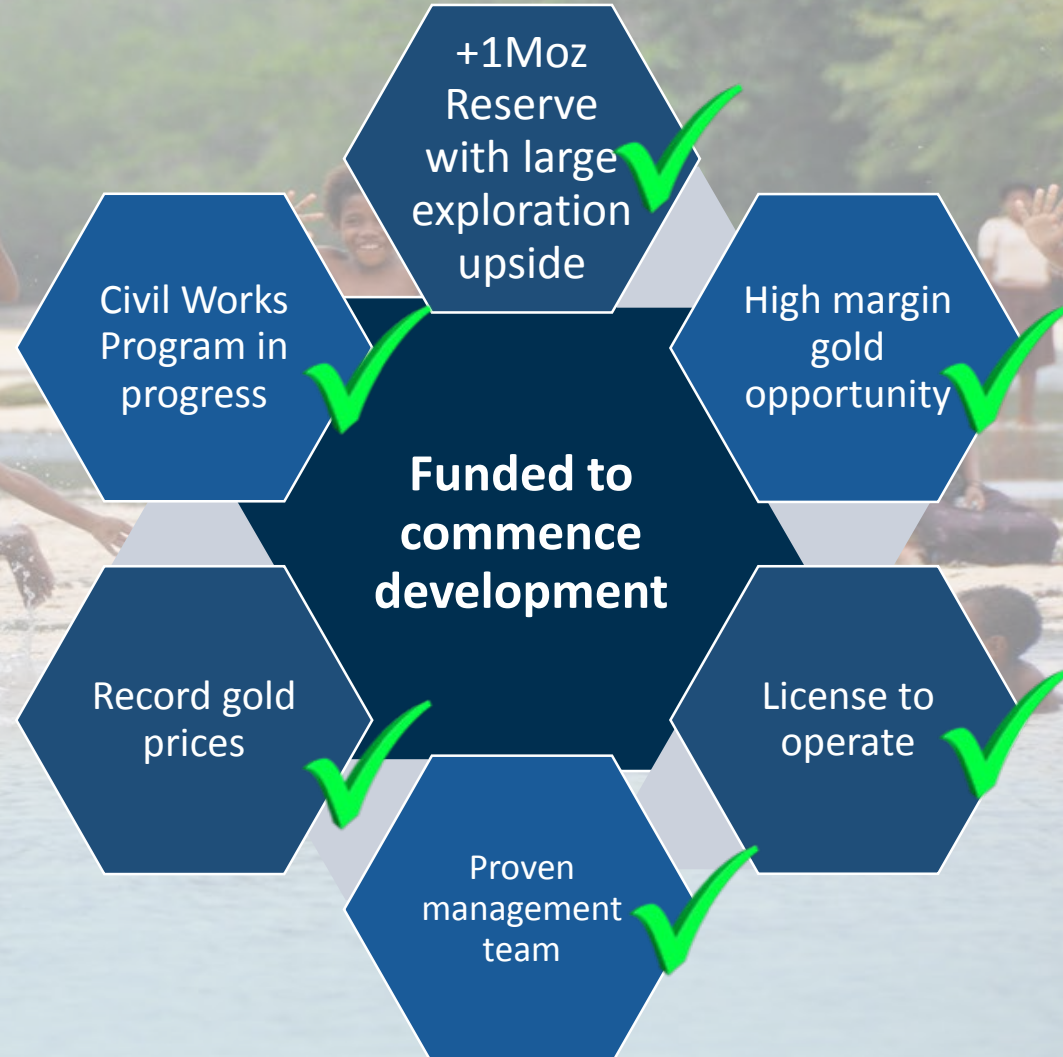 +1Moz
Reserve
with large
exploration
upside
High margin
gold
opportunity
License to
operate
Proven
management
team
Record gold
prices
Civil Works
Program in
progress
Funded to
commence
development